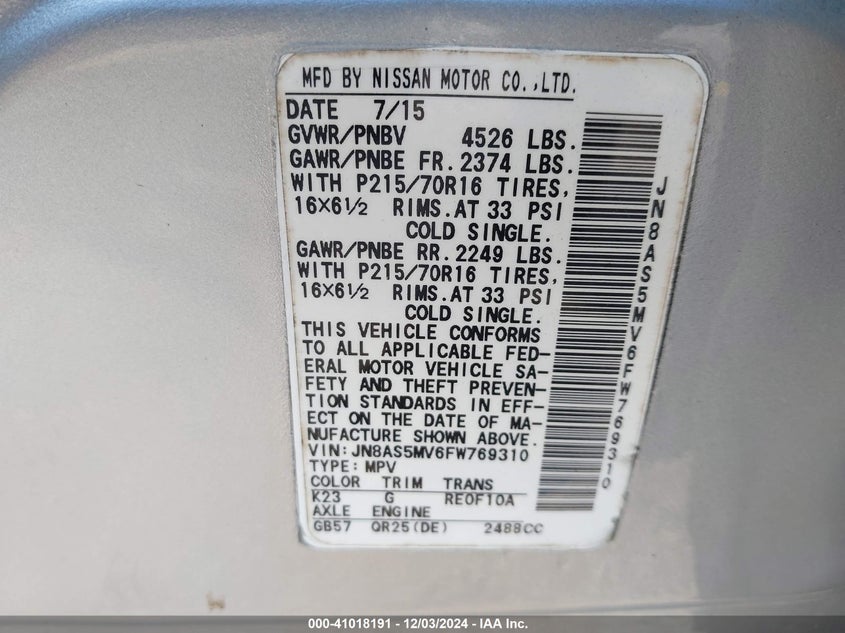 MFD BY NISSAN MOTOR CO.,LTD.
DATE 7/15
GVWR/PNBV 4526 LBS.
GAWR/PNBE FR. 2374 LBS.
WITH P215/70R16 TIRES,
16×6½ RIMS. AT 33 PSI
COLD SINGLE.
GAWR/PNBE RR. 2249 LBS.
WITH P215/70R16 TIRES,
16×6½ RIMS. AT 33 PSI
COLD SINGLE.
THIS VEHICLE CONFORMS
TO ALL APPLICABLE FED-
ERAL MOTOR VEHICLE SA-
FETY AND THEFT PREVEN-
TION STANDARDS IN EFF-
ECT ON THE DATE OF MA-
NUFACTURE SHOWN ABOVE.
VIN: JN8AS5MV6FW769310
TYPE: MPV
COLOR TRIM TRANS
K23 G RE0F10A
AXLE ENGINE
GB57 QR25(DE) 2488CC
JN8AS5MV6FW769310
000-41018191 - 12/03/2024 - IAA Inc.